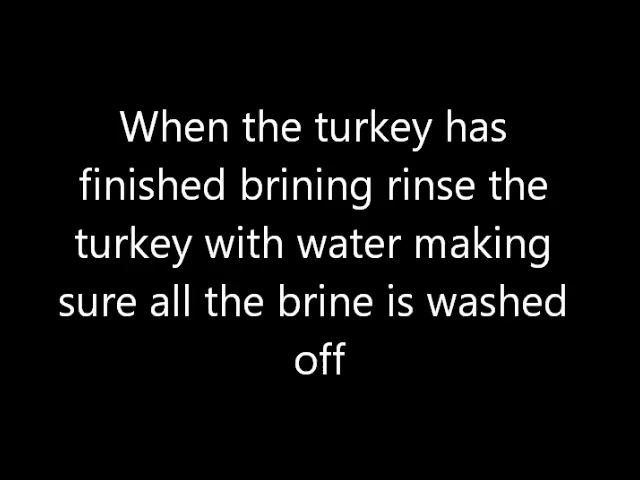 When the turkey has
finished brining rinse the
turkey with water making
sure all the brine is washed
off